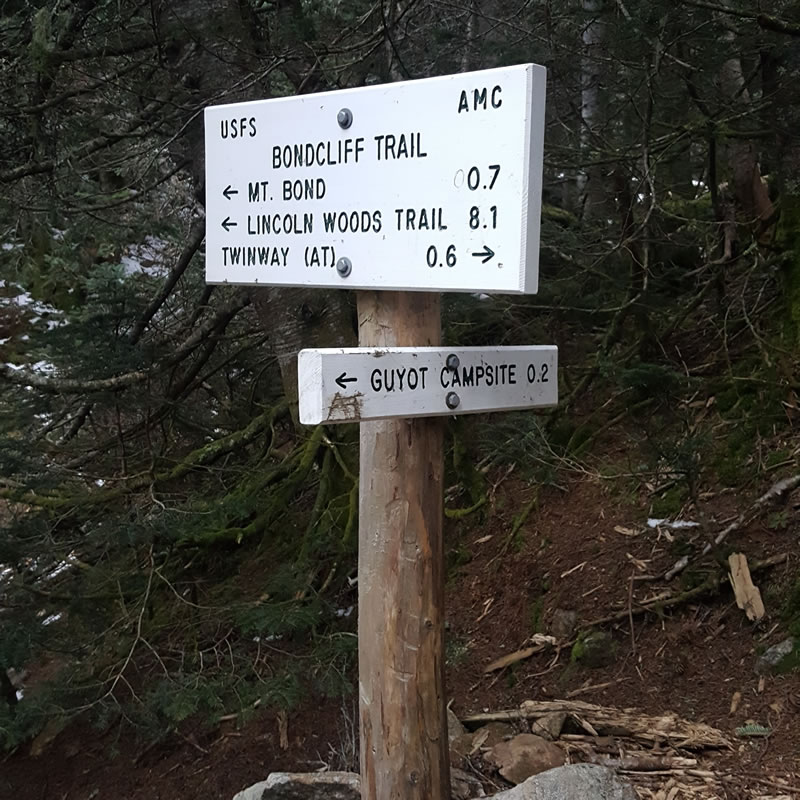 USFS AMC
BONDCLIFF TRAIL
← MT. BOND 0.7
← LINCOLN WOODS TRAIL 8.1
TWINWAY (AT) 0.6 →
← GUYOT CAMPSITE 0.2